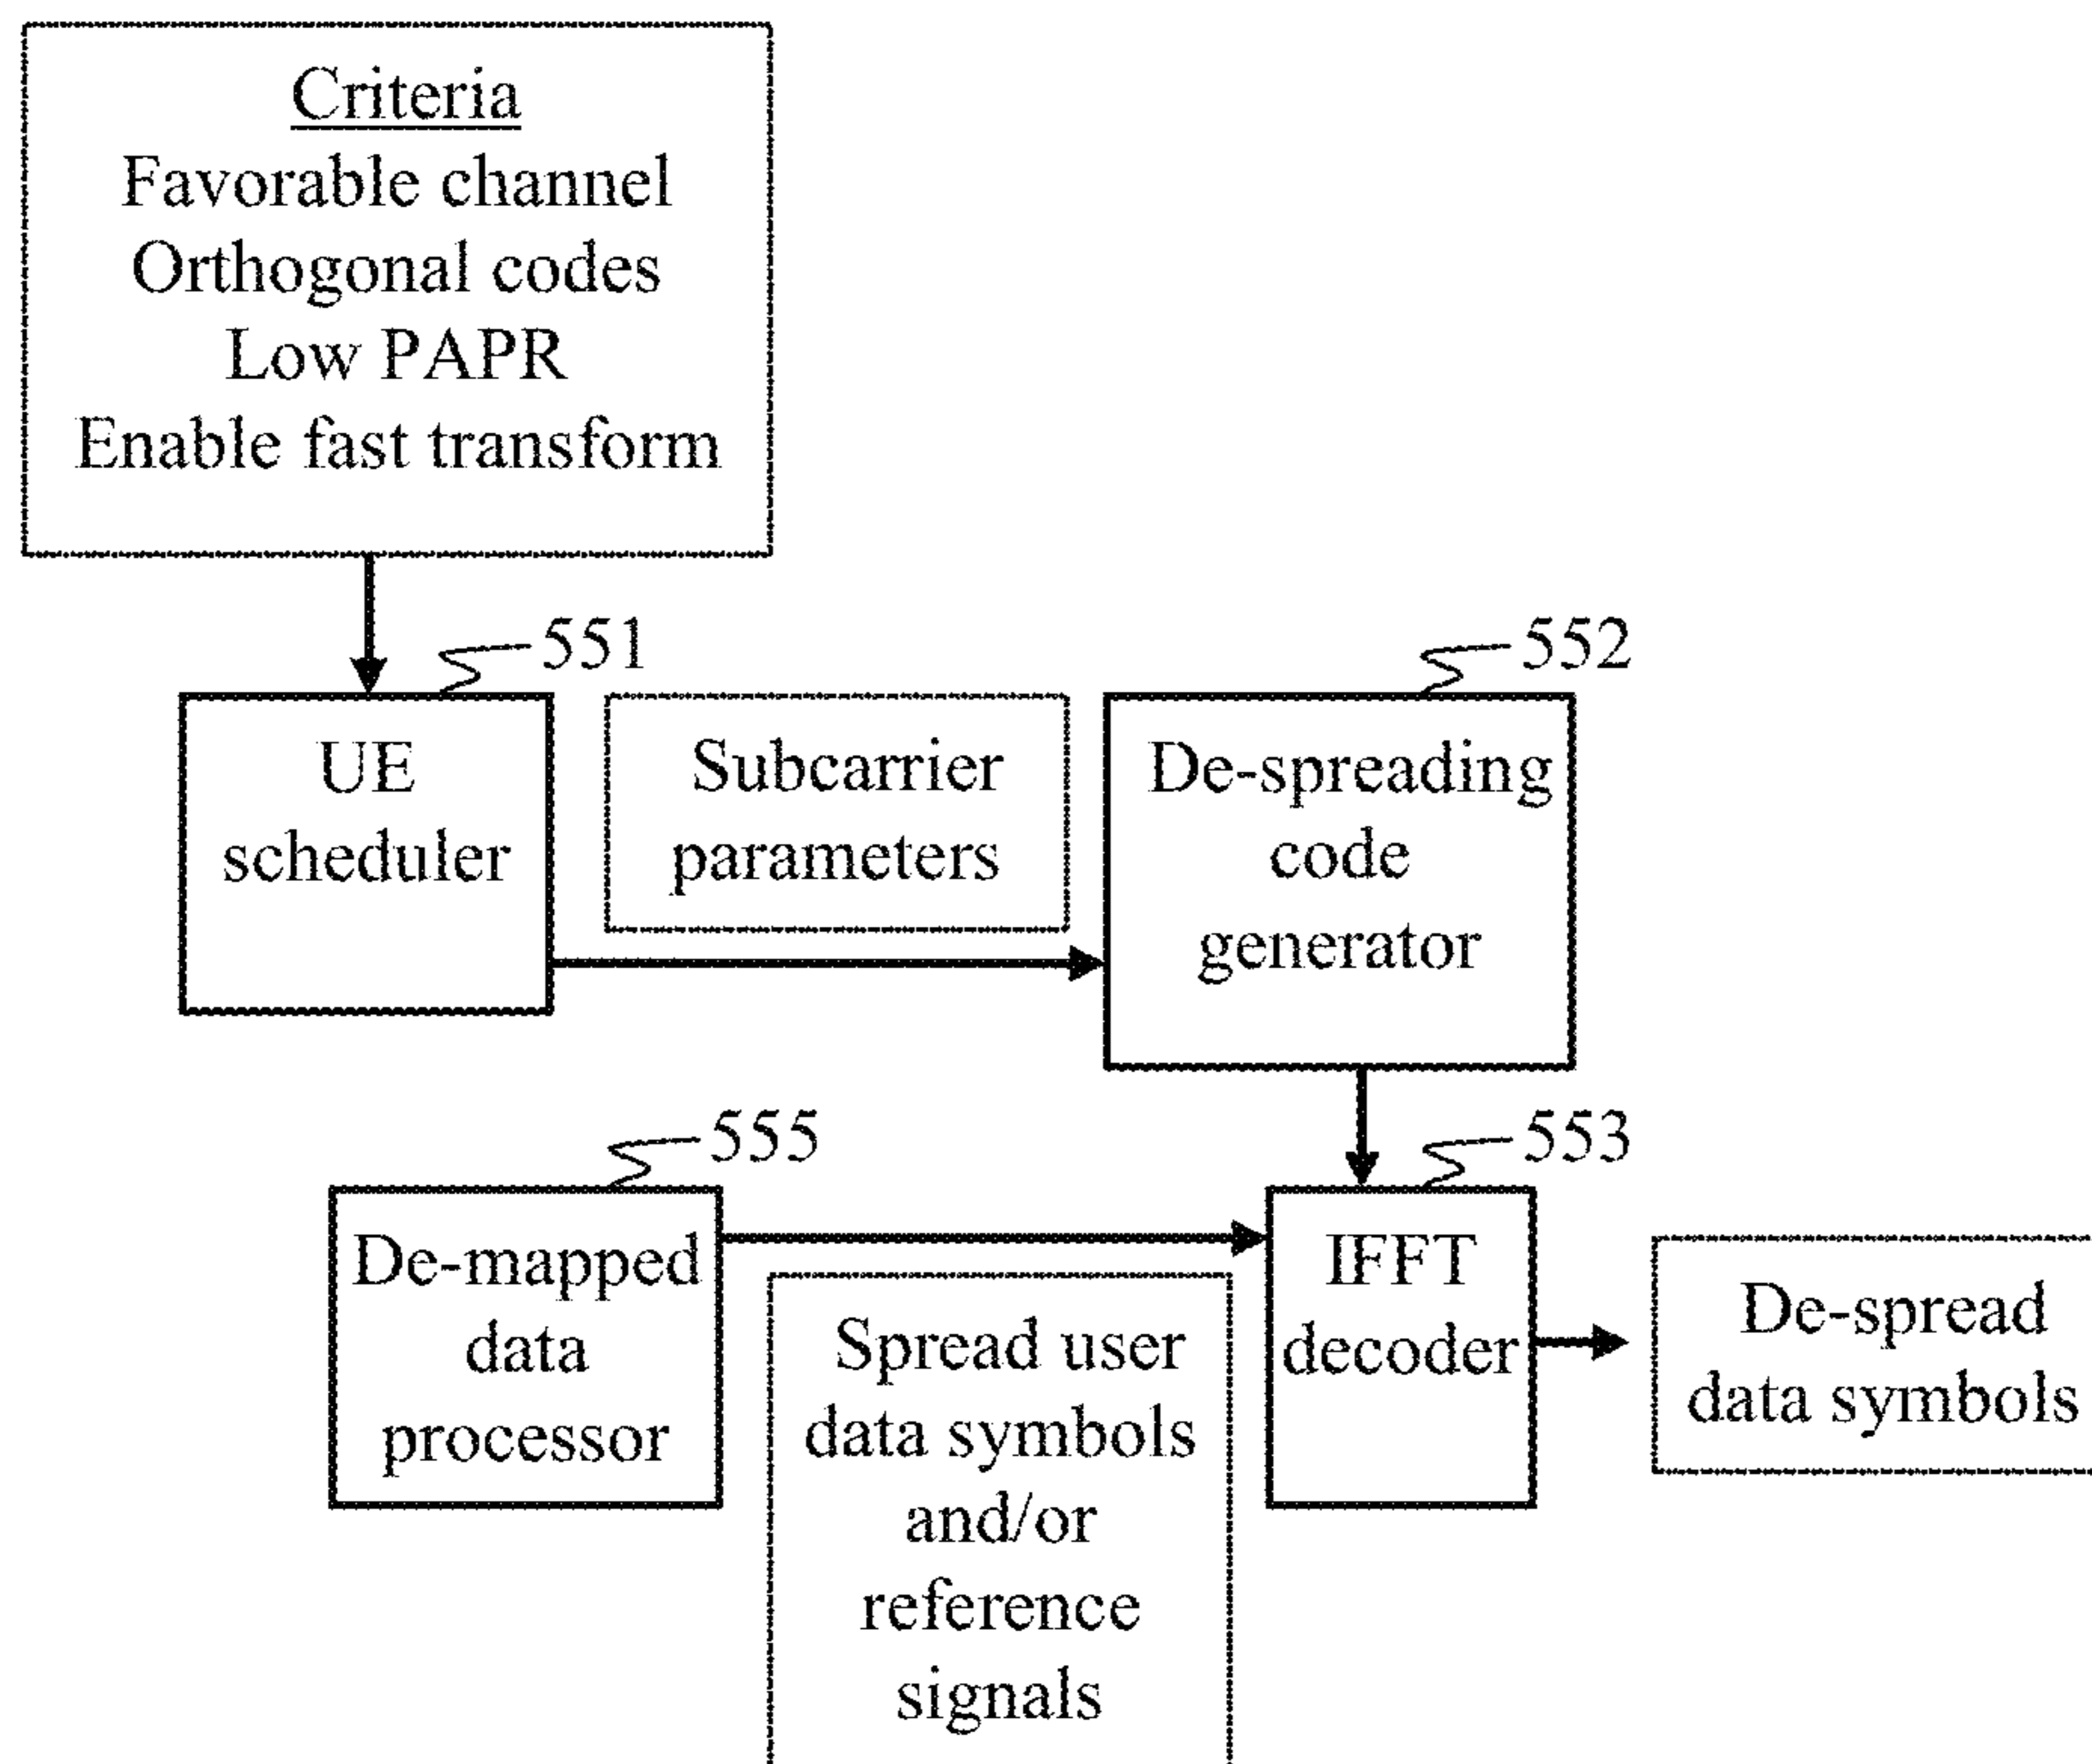 Criteria
Favorable channel
Orthogonal codes
Low PAPR
Enable fast transform
551
552
UE
scheduler
Subcarrier
parameters
De-spreading
code
generator
555
553
De-mapped
data
processor
Spread user
data symbols
and/or
reference
signals
IFFT
decoder
De-spread
data symbols